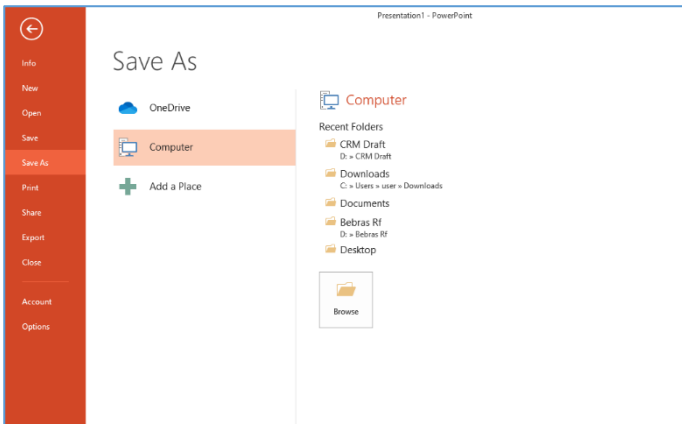 Presentation1 - PowerPoint
Info
New
Open
Save
Save As
Print
Share
Export
Close
Account
Options
Save As
OneDrive
Computer
Add a Place
Computer
Recent Folders
CRM Draft
D: » CRM Draft
Downloads
C: » Users » user » Downloads
Documents
Bebras Rf
D: » Bebras Rf
Desktop
Browse